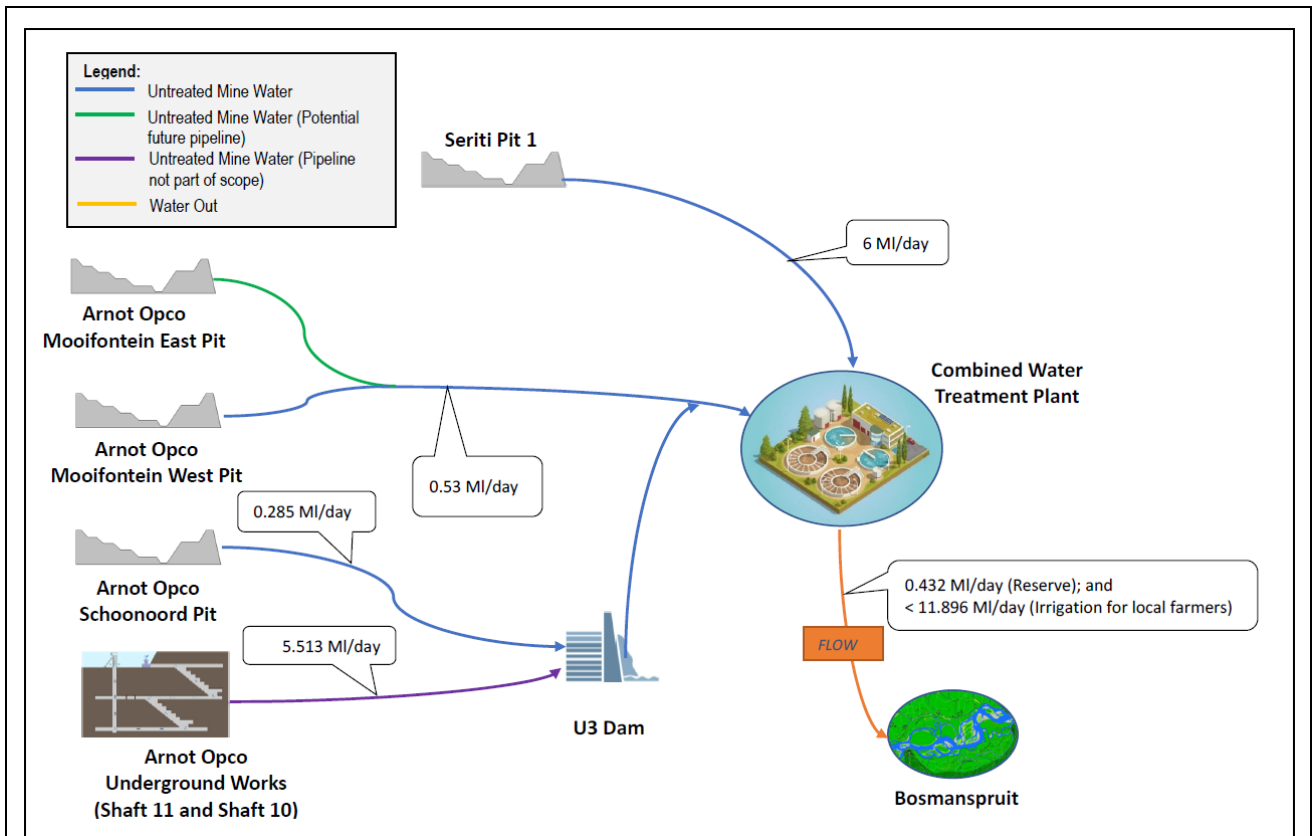 Legend:
Untreated Mine Water
Untreated Mine Water (Potential
future pipeline)
Untreated Mine Water (Pipeline
not part of scope)
Water Out
Seriti Pit 1
6 Ml/day
Arnot Opco
Mooifontein East Pit
Combined Water
Treatment Plant
Arnot Opco
Mooifontein West Pit
0.53 Ml/day
0.285 Ml/day
Arnot Opco
Schoonoord Pit
0.432 Ml/day (Reserve); and
< 11.896 Ml/day (Irrigation for local farmers)
5.513 Ml/day
FLOW
U3 Dam
Arnot Opco
Underground Works
(Shaft 11 and Shaft 10)
Bosmanspruit